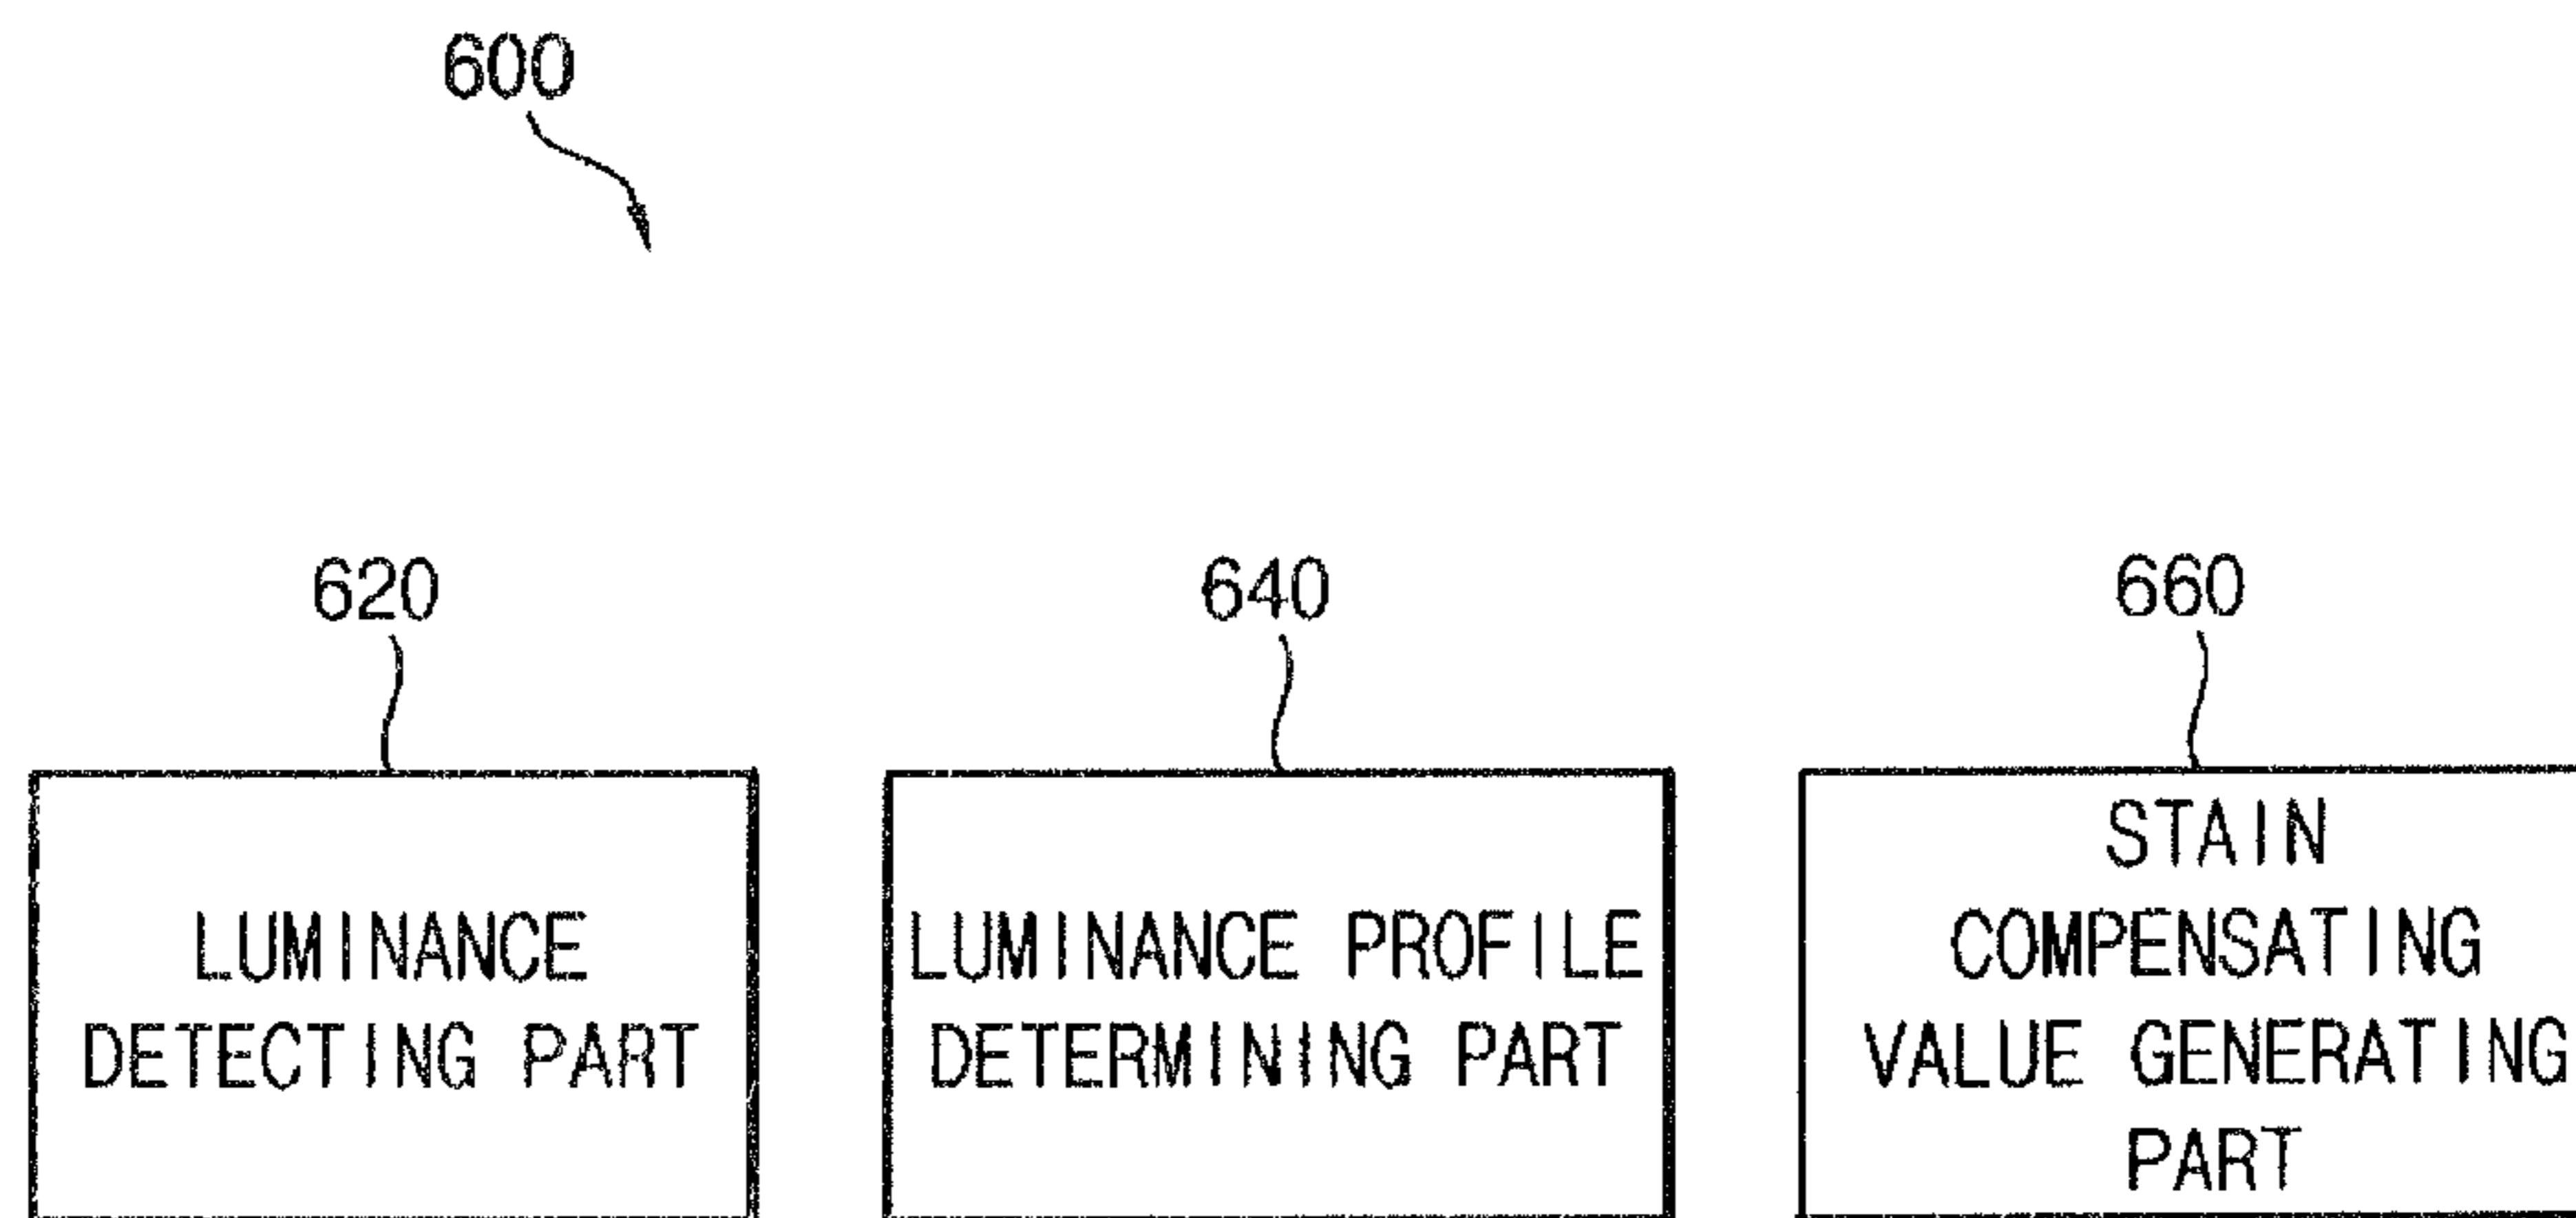 600
620
640
660
LUMINANCE
DETECTING PART
LUMINANCE PROFILE
DETERMINING PART
STAIN
COMPENSATING
VALUE GENERATING
PART